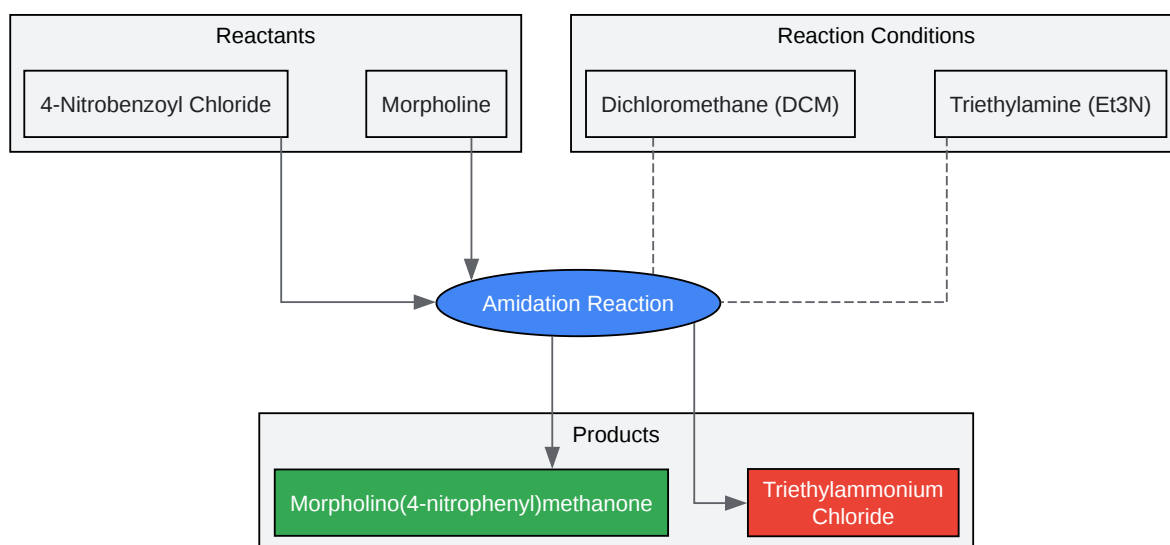 Reactants
Reaction Conditions
4-Nitrobenzoyl Chloride
Morpholine
Dichloromethane (DCM)
Triethylamine (Et3N)
Amidation Reaction
Products
Morpholino(4-nitrophenyl)methanone
Triethylammonium
Chloride